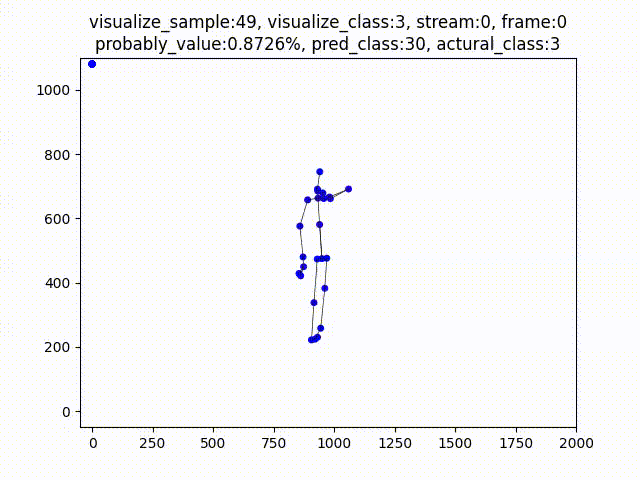 visualize_sample:49, visualize_class:3, stream:0, frame:0
probably_value:0.8726%, pred_class:30, actural_class:3
1000
800
600
400
200
0
0 250 500 750 1000 1250 1500 1750 2000